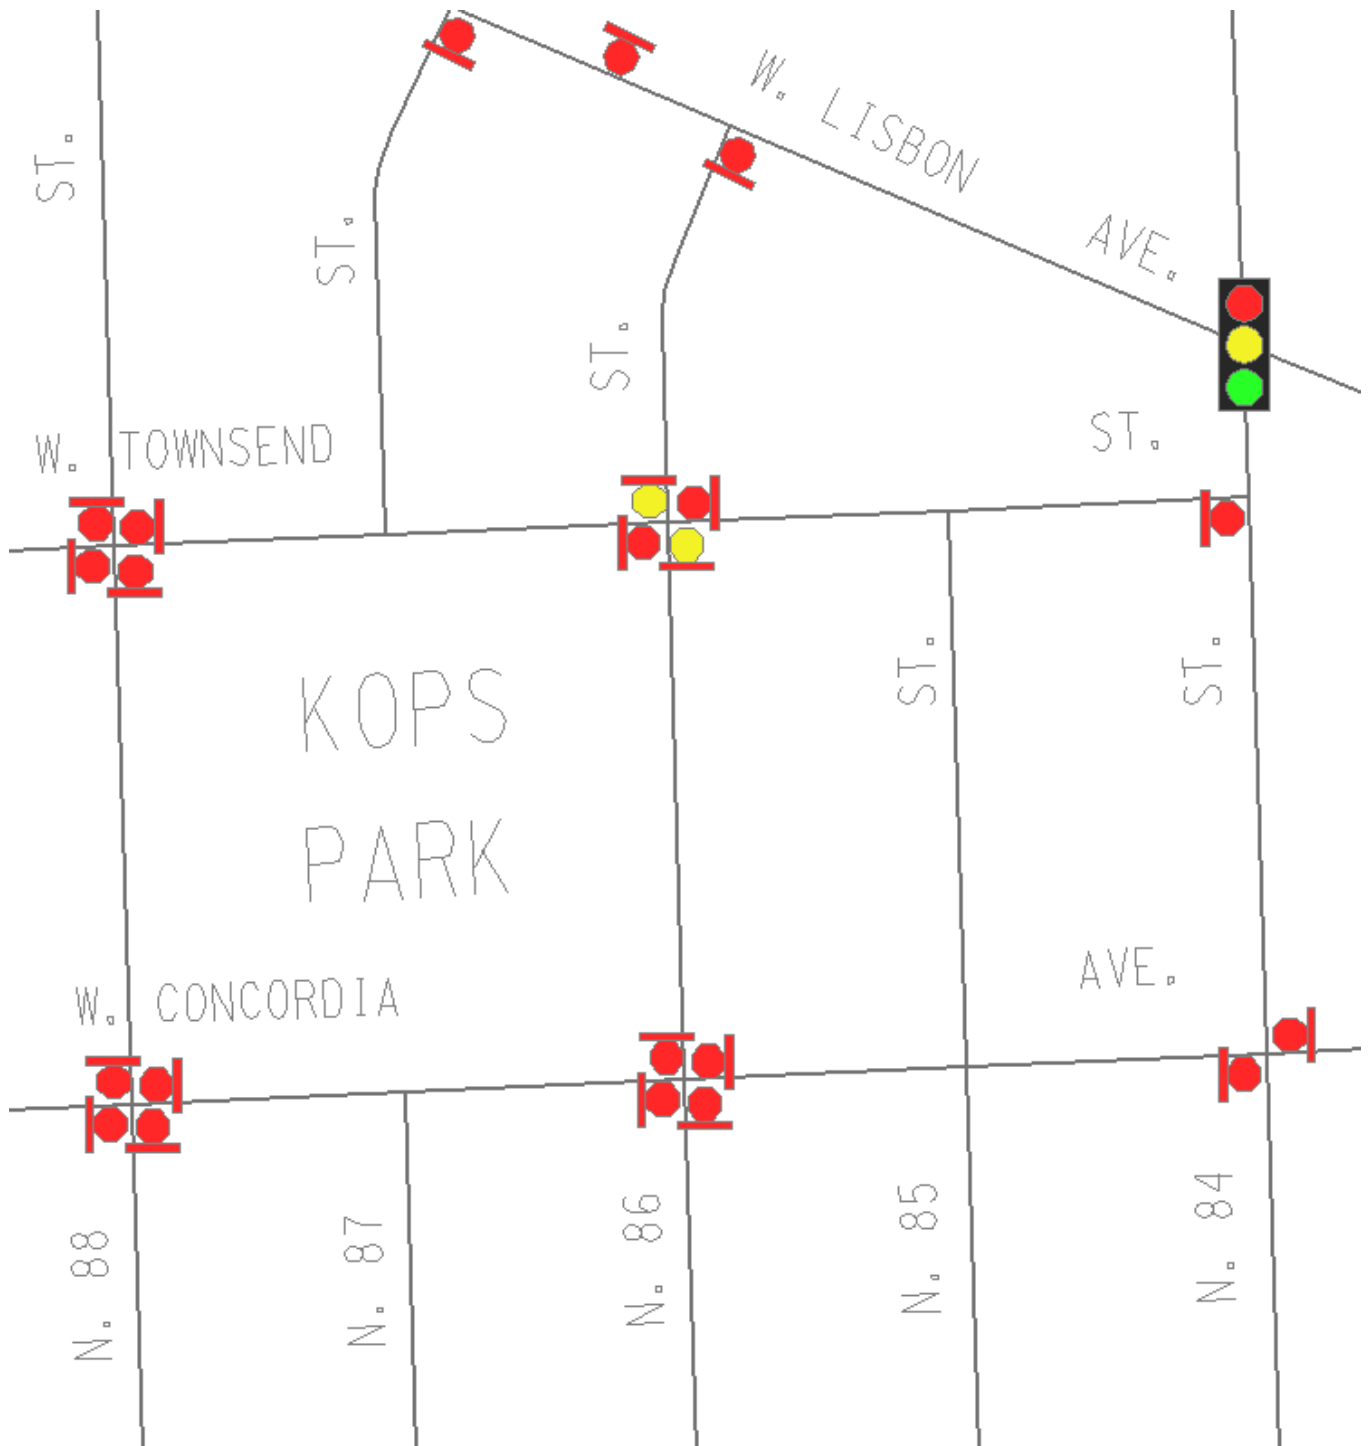 W. LISBON AVE.
ST.
ST.
ST.
W. TOWNSEND ST.
KOPS
PARK
ST.
ST.
W. CONCORDIA AVE.
N. 88
N. 87
N. 86
N. 85
N. 84